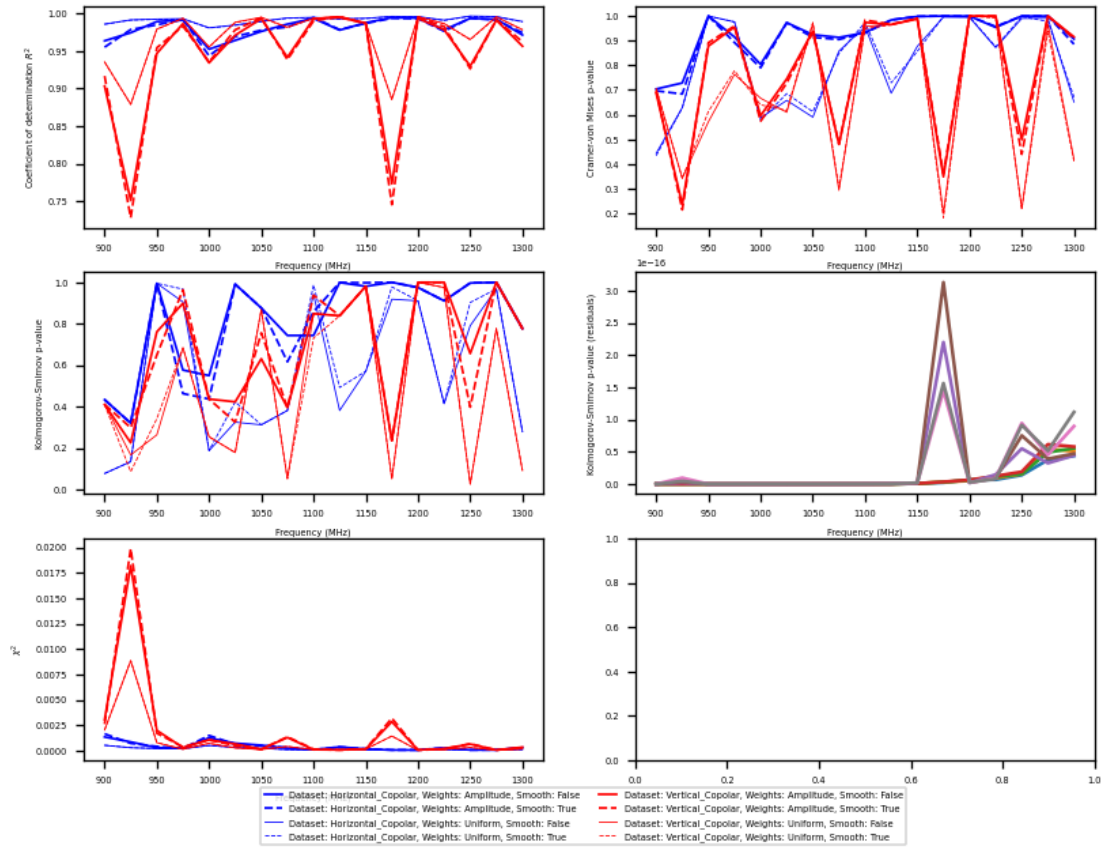 Coefficient of determination R²
1.00
0.95
0.90
0.85
0.80
0.75
900 950 1000 1050 1100 1150 1200 1250 1300
Frequency (MHz)
Cramer-von Mises p-value
1.0
0.9
0.8
0.7
0.6
0.5
0.4
0.3
0.2
900 950 1000 1050 1100 1150 1200 1250 1300
Frequency (MHz)
Kolmogorov-Smirnov p-value
1.0
0.8
0.6
0.4
0.2
0.0
900 950 1000 1050 1100 1150 1200 1250 1300
Frequency (MHz)
1e−16
Kolmogorov-Smirnov p-value (residuals)
3.0
2.5
2.0
1.5
1.0
0.5
0.0
900 950 1000 1050 1100 1150 1200 1250 1300
Frequency (MHz)
χ²
0.0200
0.0175
0.0150
0.0125
0.0100
0.0075
0.0050
0.0025
0.0000
900 950 1000 1050 1100 1150 1200 1250 1300
1.0
0.8
0.6
0.4
0.2
0.0
0.0 0.2 0.4 0.6 0.8 1.0
Dataset: Horizontal_Copolar, Weights: Amplitude, Smooth: False
Dataset: Horizontal_Copolar, Weights: Amplitude, Smooth: True
Dataset: Horizontal_Copolar, Weights: Uniform, Smooth: False
Dataset: Horizontal_Copolar, Weights: Uniform, Smooth: True
Dataset: Vertical_Copolar, Weights: Amplitude, Smooth: False
Dataset: Vertical_Copolar, Weights: Amplitude, Smooth: True
Dataset: Vertical_Copolar, Weights: Uniform, Smooth: False
Dataset: Vertical_Copolar, Weights: Uniform, Smooth: True